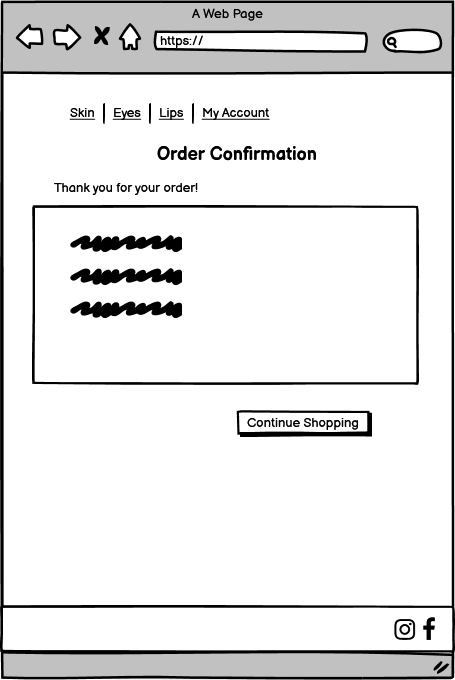 A Web Page
https://
Skin Eyes Lips My Account
Order Confirmation
Thank you for your order!
Continue Shopping